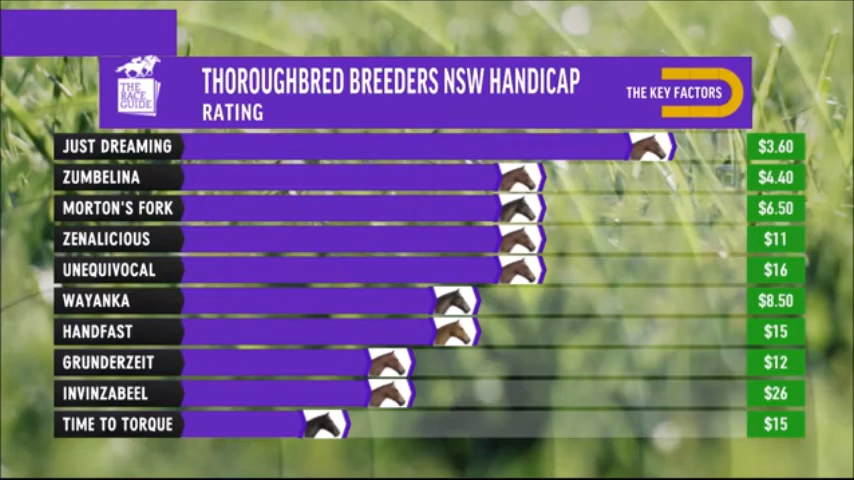 THE
RACE
GUIDE
THOROUGHBRED BREEDERS NSW HANDICAP
RATING
THE KEY FACTORS
JUST DREAMING $3.60
ZUMBELINA $4.40
MORTON'S FORK $6.50
ZENALICIOUS $11
UNEQUIVOCAL $16
WAYANKA $8.50
HANDFAST $15
GRUNDERZEIT $12
INVINZABEEL $26
TIME TO TORQUE $15